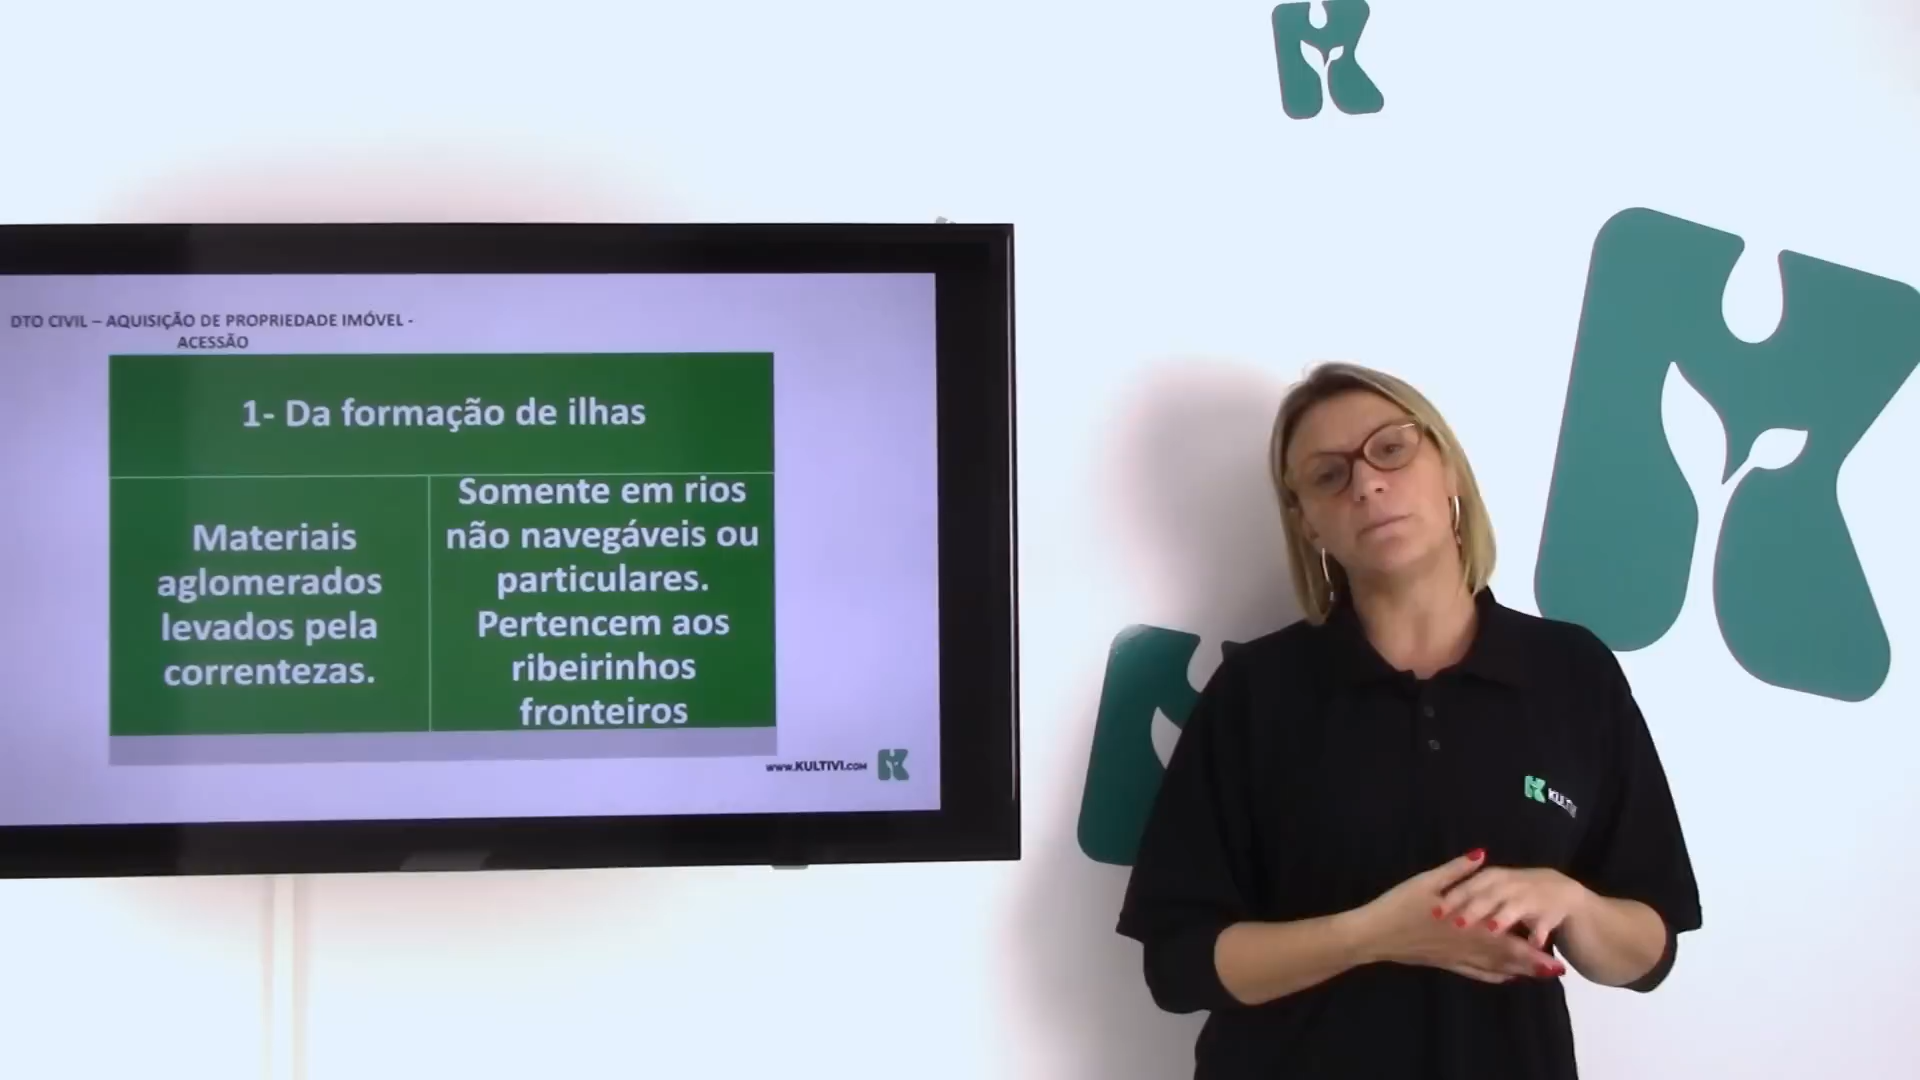 DTO CIVIL – AQUISIÇÃO DE PROPRIEDADE IMÓVEL -
ACESSÃO
1- Da formação de ilhas
Materiais
aglomerados
levados pela
correntezas.
Somente em rios
não navegáveis ou
particulares.
Pertencem aos
ribeirinhos
fronteiros
www.KULTIVI.COM